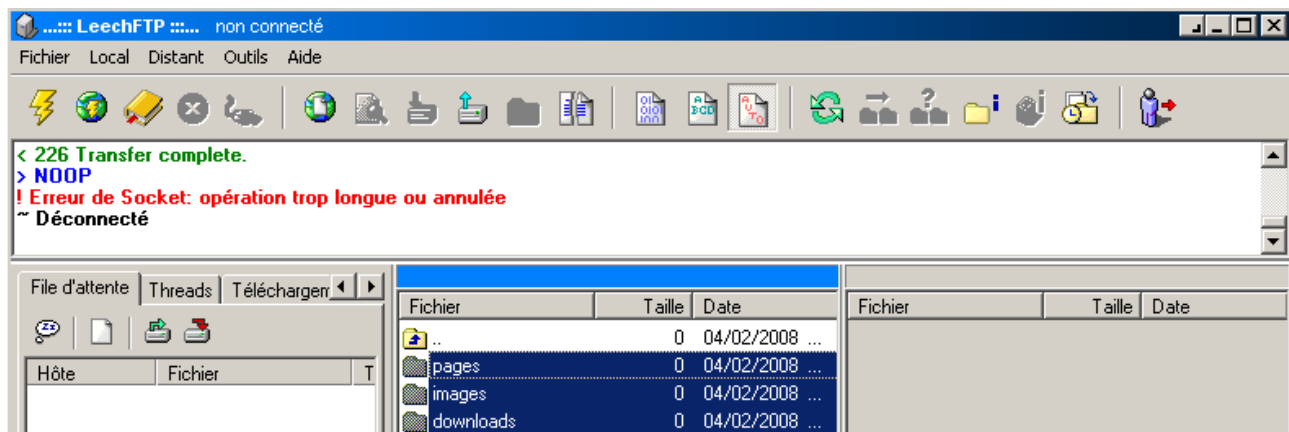 ...::: LeechFTP :::... non connecté
Fichier Local Distant Outils Aide
< 226 Transfer complete.
> NOOP
! Erreur de Socket: opération trop longue ou annulée
~ Déconnecté
File d'attente Threads Téléchargem
Hôte Fichier T
Fichier Taille Date
.. 0 04/02/2008 ...
pages 0 04/02/2008 ...
images 0 04/02/2008 ...
downloads 0 04/02/2008 ...
Fichier Taille Date